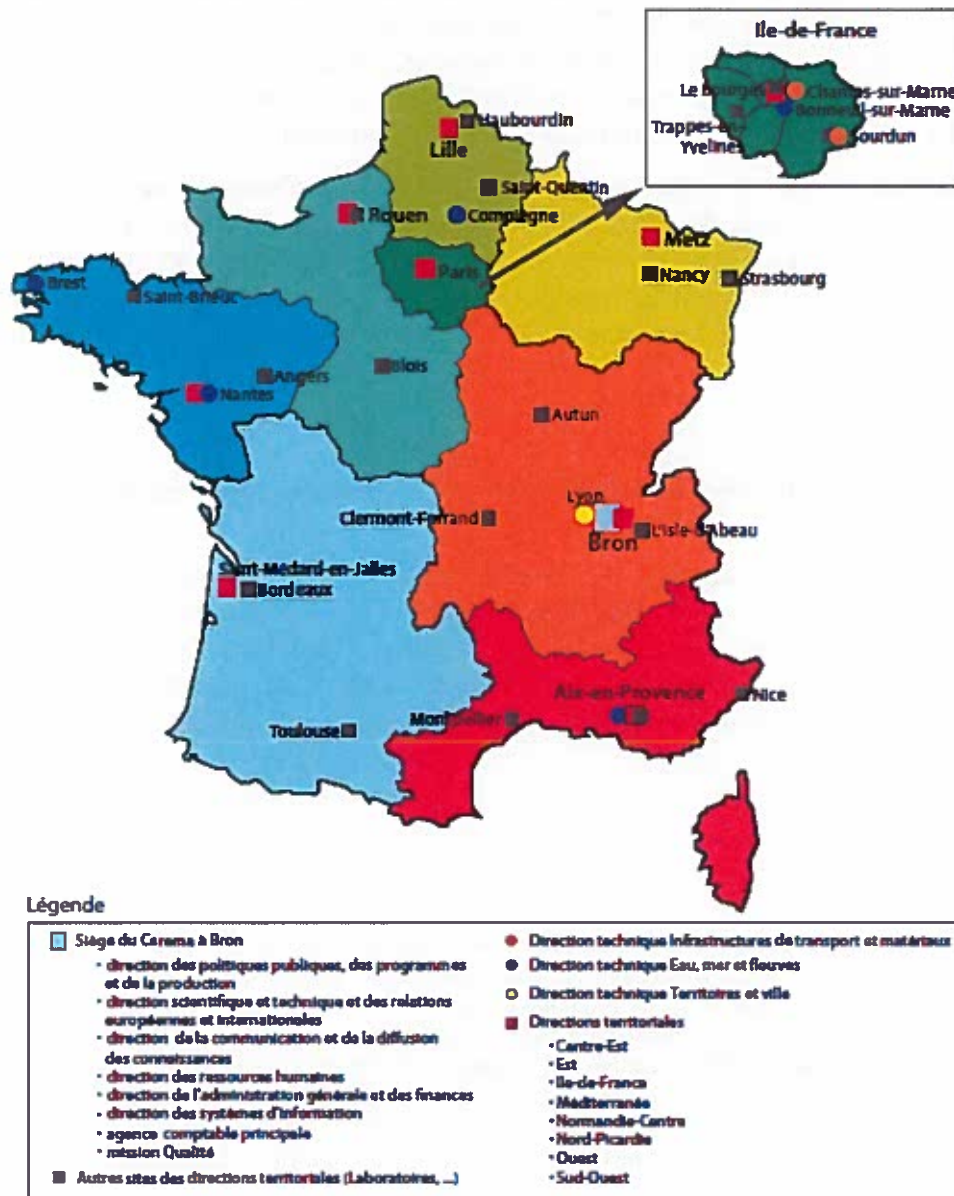 Ile-de-France
Le Bourget
Champs-sur-Marne
Bonneuil-sur-Marne
Trappes-en-
Yvelines
Sourdun
Haubourdin
Lille
Saint-Quentin
Rouen
Compiègne
Metz
Paris
Nancy
Strasbourg
Brest
Saint-Brieuc
Blois
Angers
Nantes
Autun
Lyon
Clermont-Ferrand
L'Isle-d'Abeau
Bron
Saint-Médard-en-Jalles
Bordeaux
Aix-en-Provence
Nice
Montpellier
Toulouse
Légende
Siège du Cerema à Bron
• direction des politiques publiques, des programmes
et de la production
• direction scientifique et technique et des relations
européennes et internationales
• direction de la communication et de la diffusion
des connaissances
• direction des ressources humaines
• direction de l'administration générale et des finances
• direction des systèmes d'information
• agence comptable principale
• mission Qualité
Autres sites des directions territoriales (Laboratoires, ...)
Direction technique Infrastructures de transport et matériaux
Direction technique Eau, mer et fleuves
Direction technique Territoires et ville
Directions territoriales
• Centre-Est
• Est
• Ile-de-France
• Méditerranée
• Normandie-Centre
• Nord-Picardie
• Ouest
• Sud-Ouest